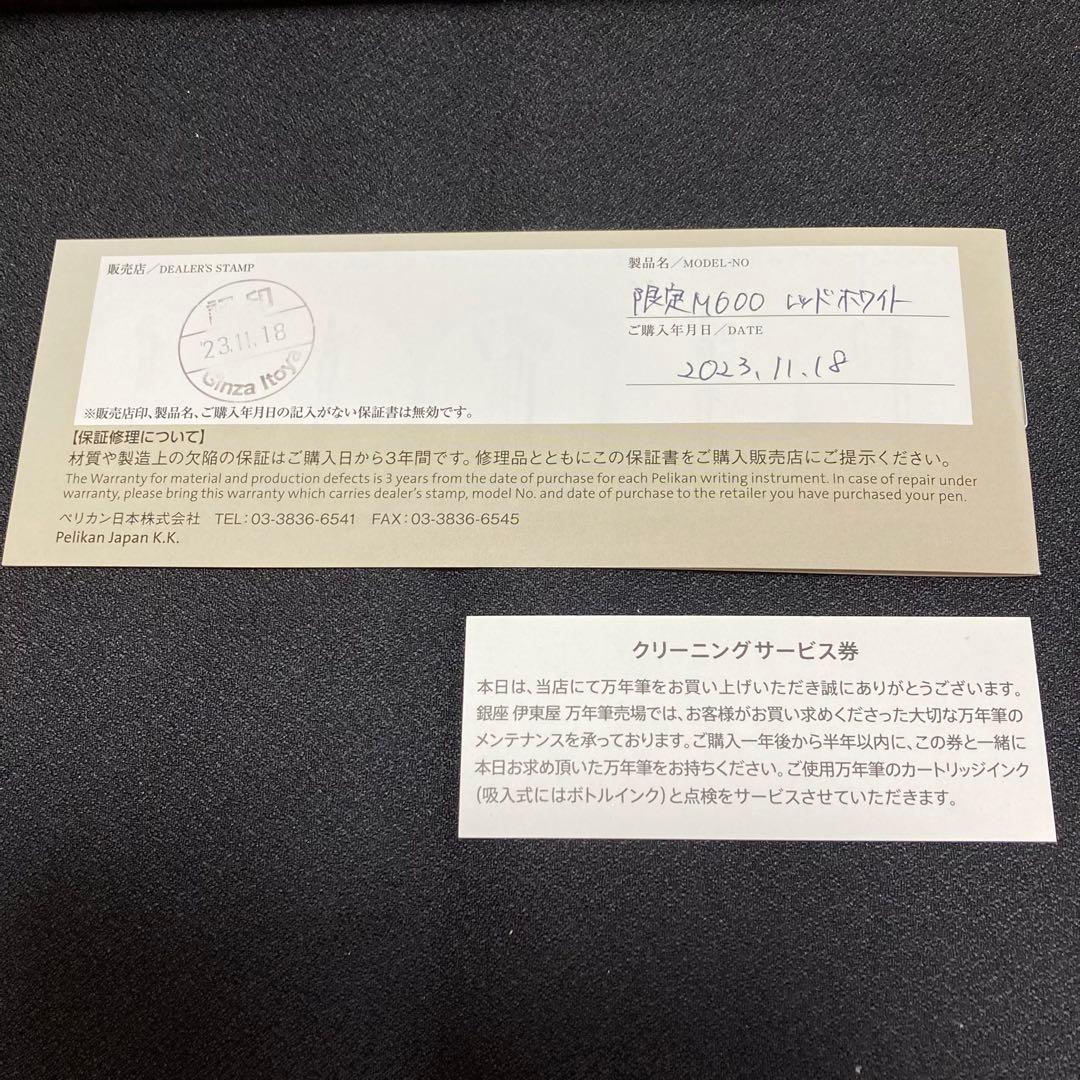 販売店/DEALER'S STAMP
'23.11.18
Ginza Itoya
製品名/MODEL-NO
限定M600 レッドホワイト
ご購入年月日/DATE
2023.11.18
※販売店印、製品名、ご購入年月日の記入がない保証書は無効です。
【保証修理について】
材質や製造上の欠陥の保証はご購入日から3年間です。修理品とともにこの保証書をご購入販売店にご提示ください。
The Warranty for material and production defects is 3 years from the date of purchase for each Pelikan writing instrument. In case of repair under
warranty, please bring this warranty which carries dealer's stamp, model No. and date of purchase to the retailer you have purchased your pen.
ペリカン日本株式会社 TEL:03-3836-6541 FAX:03-3836-6545
Pelikan Japan K.K.
クリーニングサービス券
本日は、当店にて万年筆をお買い上げいただき誠にありがとうございます。
銀座 伊東屋 万年筆売場では、お客様がお買い求めくださった大切な万年筆の
メンテナンスを承っております。ご購入一年後から半年以内に、この券と一緒に
本日お求め頂いた万年筆をお持ちください。ご使用万年筆のカートリッジインク
(吸入式にはボトルインク)と点検をサービスさせていただきます。